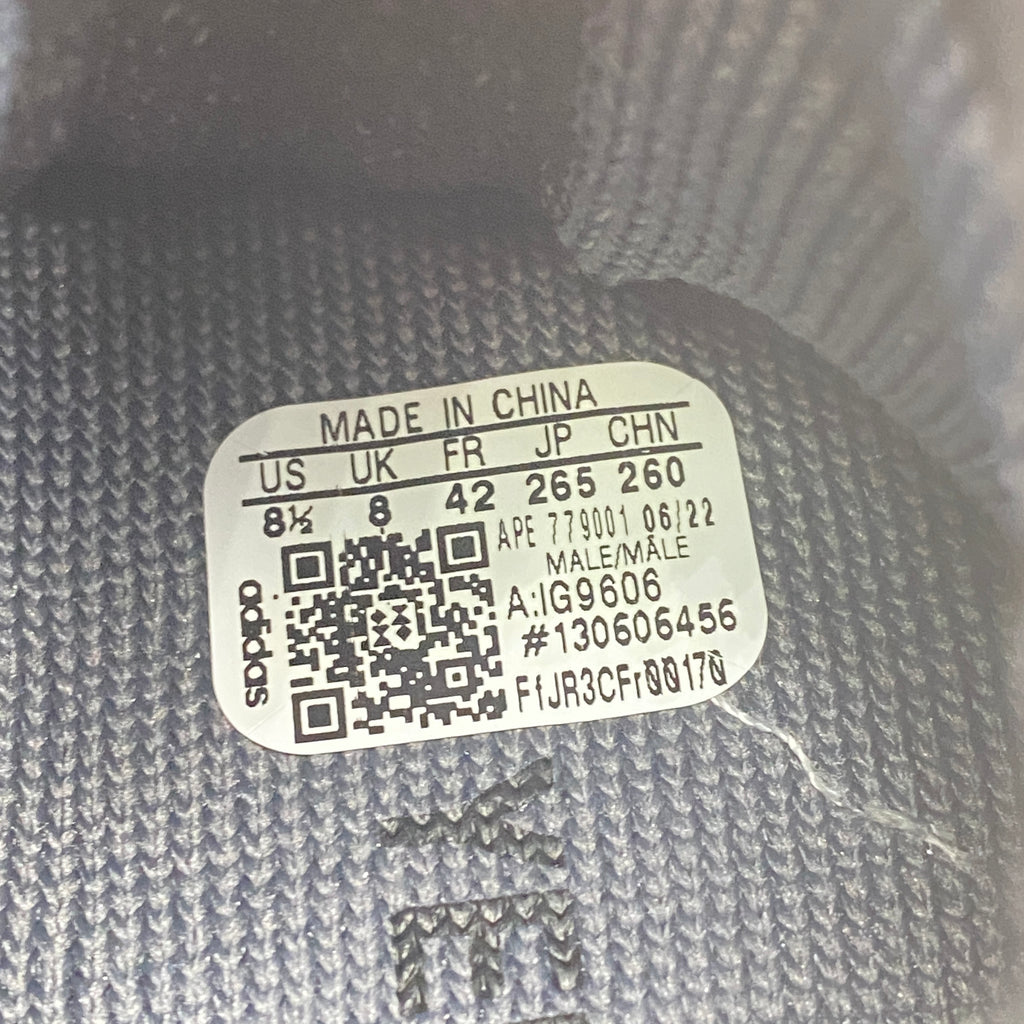 MADE IN CHINA
US UK FR JP CHN
8½ 8 42 265 260
APE 779001 06/22
MALE/MÂLE
A:IG9606
#130606456
F1JR3CFr00170
adidas